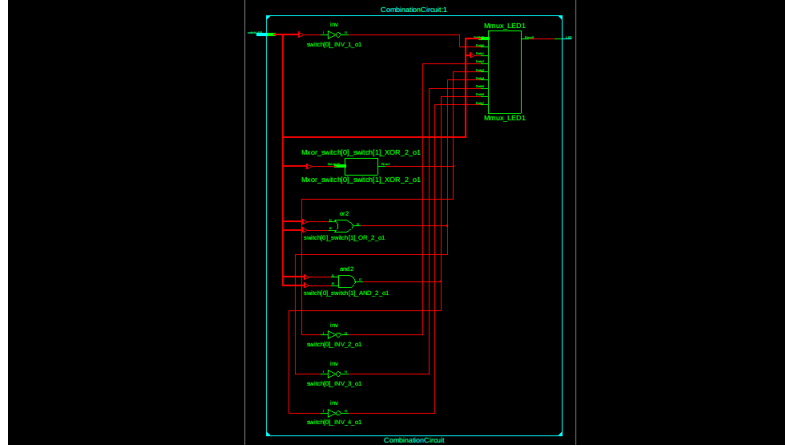 CombinationCircuit:1
inv
switch[0]_INV_1_o1
Mmux_LED1
Mmux_LED1
Mxor_switch[0]_switch[1]_XOR_2_o1
Mxor_switch[0]_switch[1]_XOR_2_o1
or2
switch[0]_switch[1]_OR_2_o1
and2
switch[0]_switch[1]_AND_2_o1
inv
switch[0]_INV_2_o1
inv
switch[0]_INV_3_o1
inv
switch[0]_INV_4_o1
CombinationCircuit